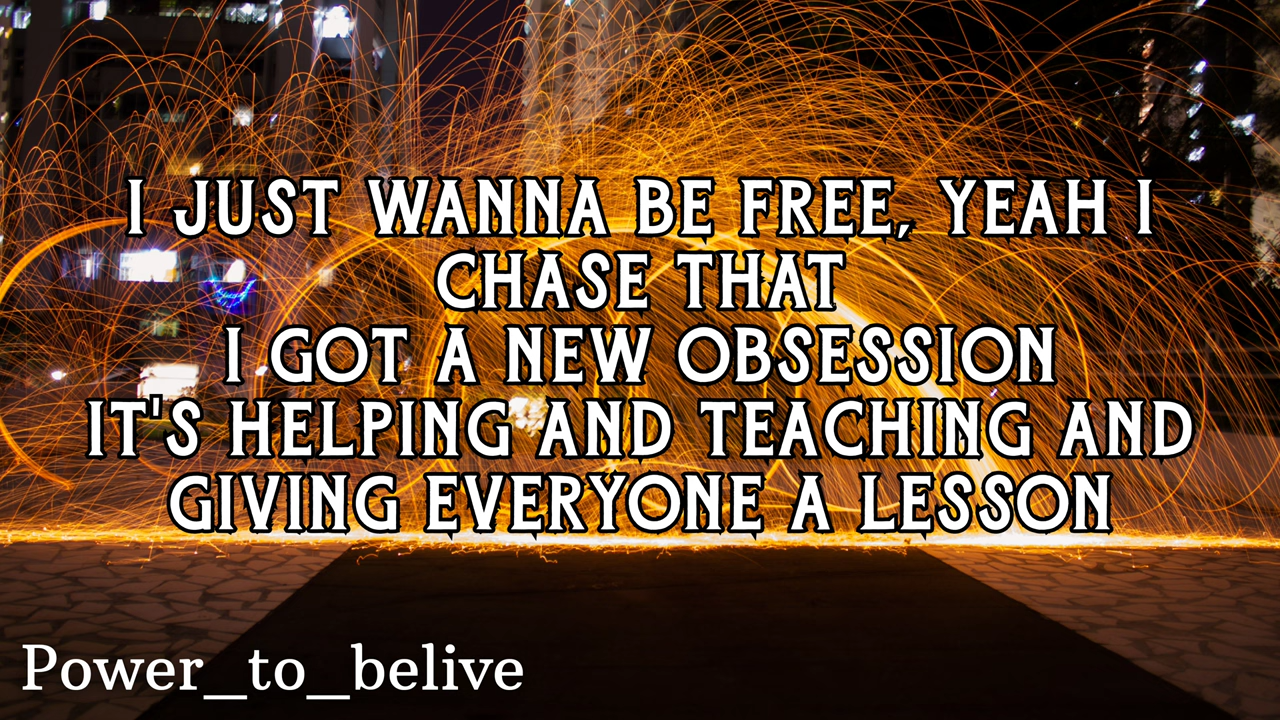 I JUST WANNA BE FREE, YEAH I
CHASE THAT
I GOT A NEW OBSESSION
IT'S HELPING AND TEACHING AND
GIVING EVERYONE A LESSON
Power_to_belive